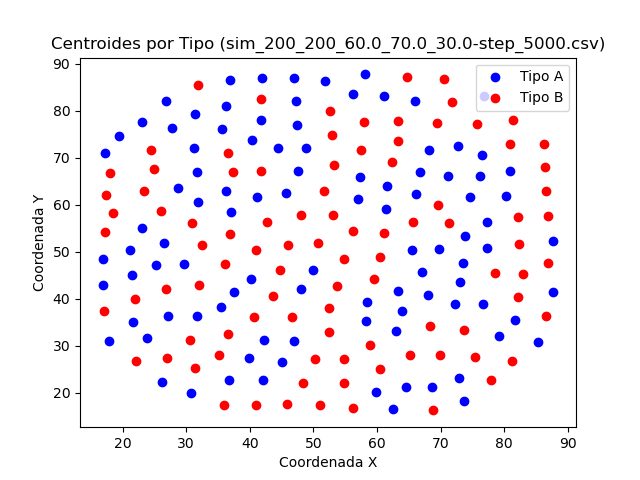 Centroides por Tipo (sim_200_200_60.0_70.0_30.0-step_5000.csv)
Tipo A
Tipo B
90
80
70
60
50
40
30
20
Coordenada Y
20 30 40 50 60 70 80 90
Coordenada X